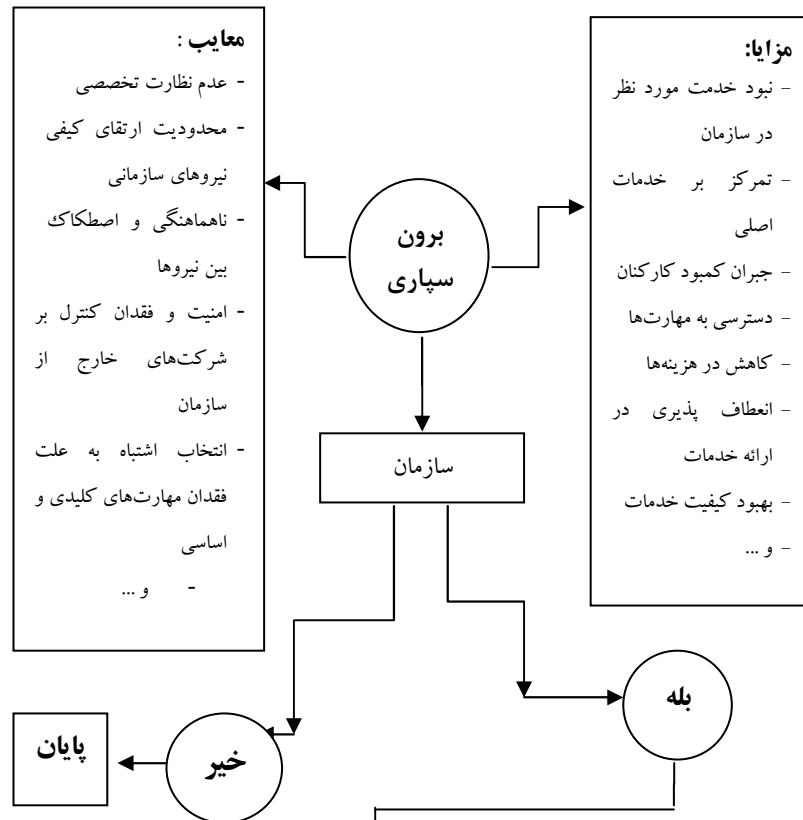 مزایا:
- نبود خدمت مورد نظر
در سازمان
- تمرکز بر خدمات
اصلی
- جبران کمبود کارکنان
- دسترسی به مهارت‌ها
- کاهش در هزینه‌ها
- انعطاف پذیری در
ارائه خدمات
- بهبود کیفیت خدمات
- و ...
برون
سپاری
معایب :
- عدم نظارت تخصصی
- محدودیت ارتقای کیفی
نیروهای سازمانی
- ناهماهنگی و اصطکاک
بین نیروها
- امنیت و فقدان کنترل بر
شرکت‌های خارج از
سازمان
- انتخاب اشتباه به علت
فقدان مهارت‌های کلیدی و
اساسی
- و ...
سازمان
بله
خیر
پایان